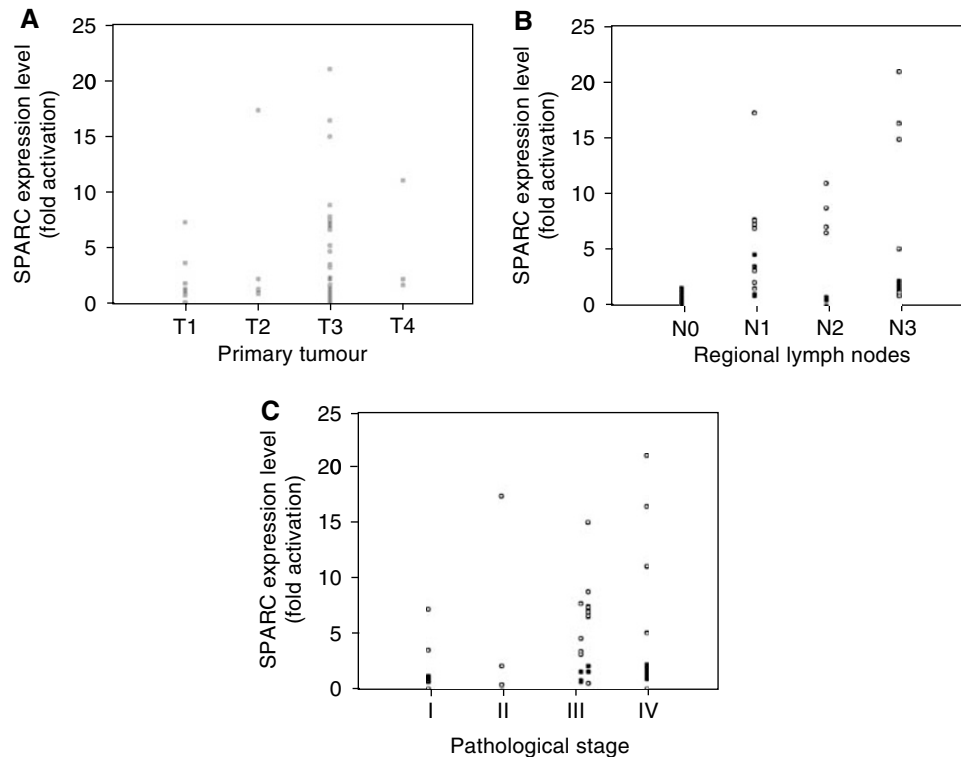 A
SPARC expression level
(fold activation)
25
20
15
10
5
0
T1 T2 T3 T4
Primary tumour
B
SPARC expression level
(fold activation)
25
20
15
10
5
0
N0 N1 N2 N3
Regional lymph nodes
C
SPARC expression level
(fold activation)
25
20
15
10
5
0
I II III IV
Pathological stage